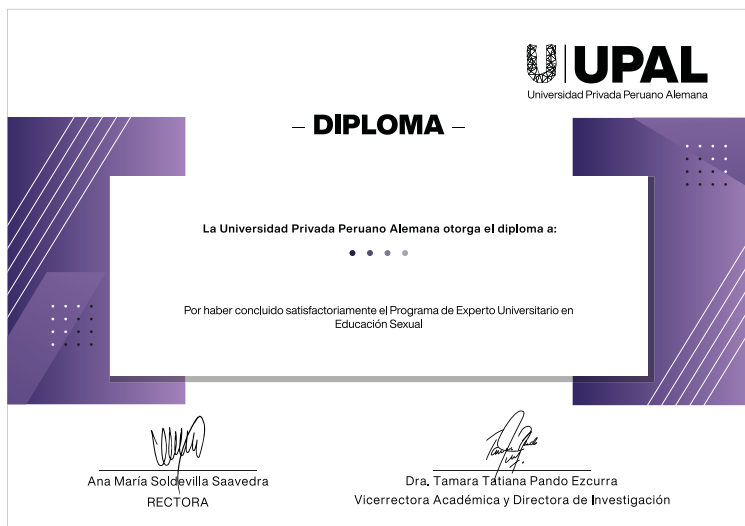 UPAL
Universidad Privada Peruano Alemana
– DIPLOMA –
La Universidad Privada Peruano Alemana otorga el diploma a:
Por haber concluido satisfactoriamente el Programa de Experto Universitario en
Educación Sexual
Ana María Soldevilla Saavedra
RECTORA
Dra. Tamara Tatiana Pando Ezcurra
Vicerrectora Académica y Directora de Investigación